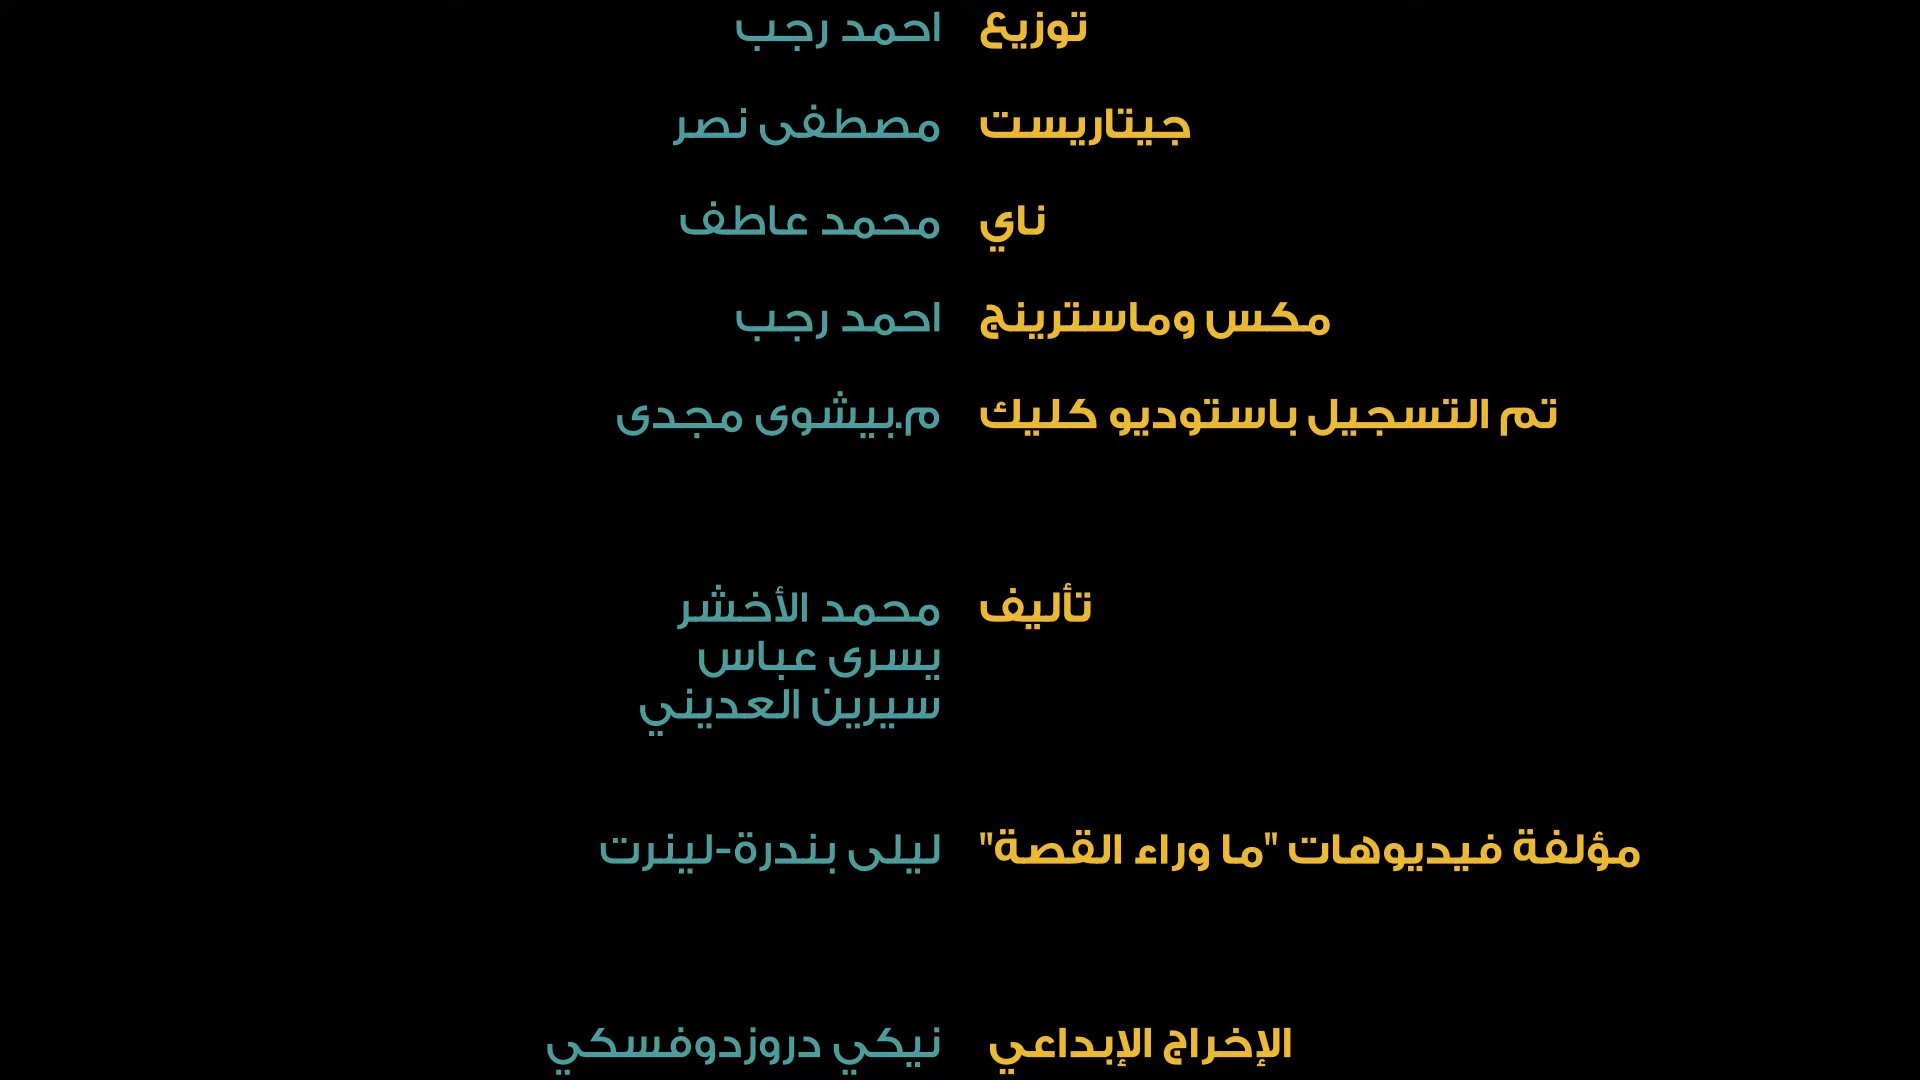 توزيع احمد رجب
جيتاريست مصطفى نصر
ناي محمد عاطف
مكس وماسترينج احمد رجب
تم التسجيل باستوديو كليك م.بيشوى مجدى
تأليف محمد الأخشر
يسرى عباس
سيرين العديني
مؤلفة فيديوهات "ما وراء القصة" ليلى بندرة-لينرت
الإخراج الإبداعي نيكي دروزدوفسكي